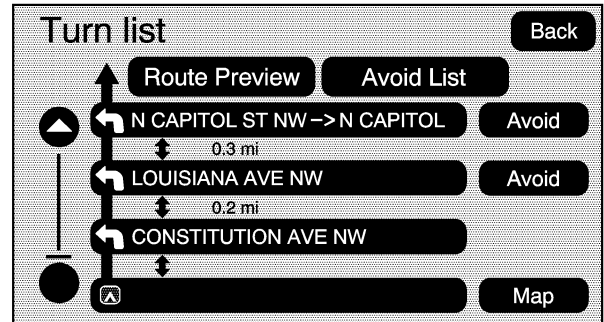 Turn list
Back
Route Preview
Avoid List
N CAPITOL ST NW –> N CAPITOL
Avoid
0.3 mi
LOUISIANA AVE NW
Avoid
0.2 mi
CONSTITUTION AVE NW
Map